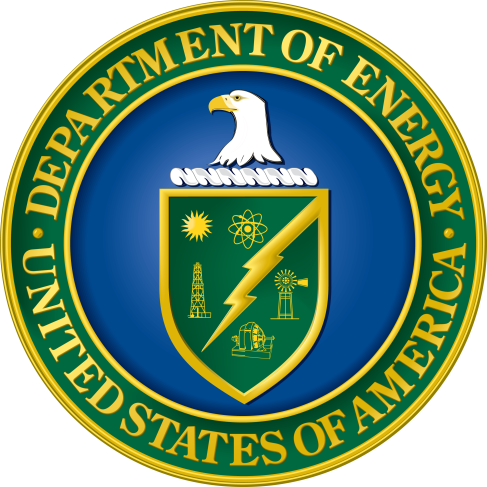 DEPARTMENT OF ENERGY
UNITED STATES OF AMERICA